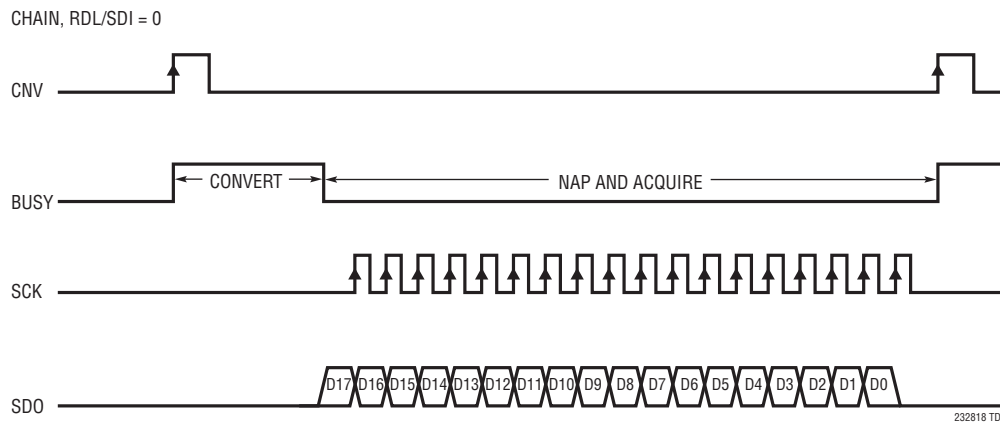 CHAIN, RDL/SDI = 0
CNV
BUSY
CONVERT
NAP AND ACQUIRE
SCK
SDO
D17 D16 D15 D14 D13 D12 D11 D10 D9 D8 D7 D6 D5 D4 D3 D2 D1 D0
232818 TD